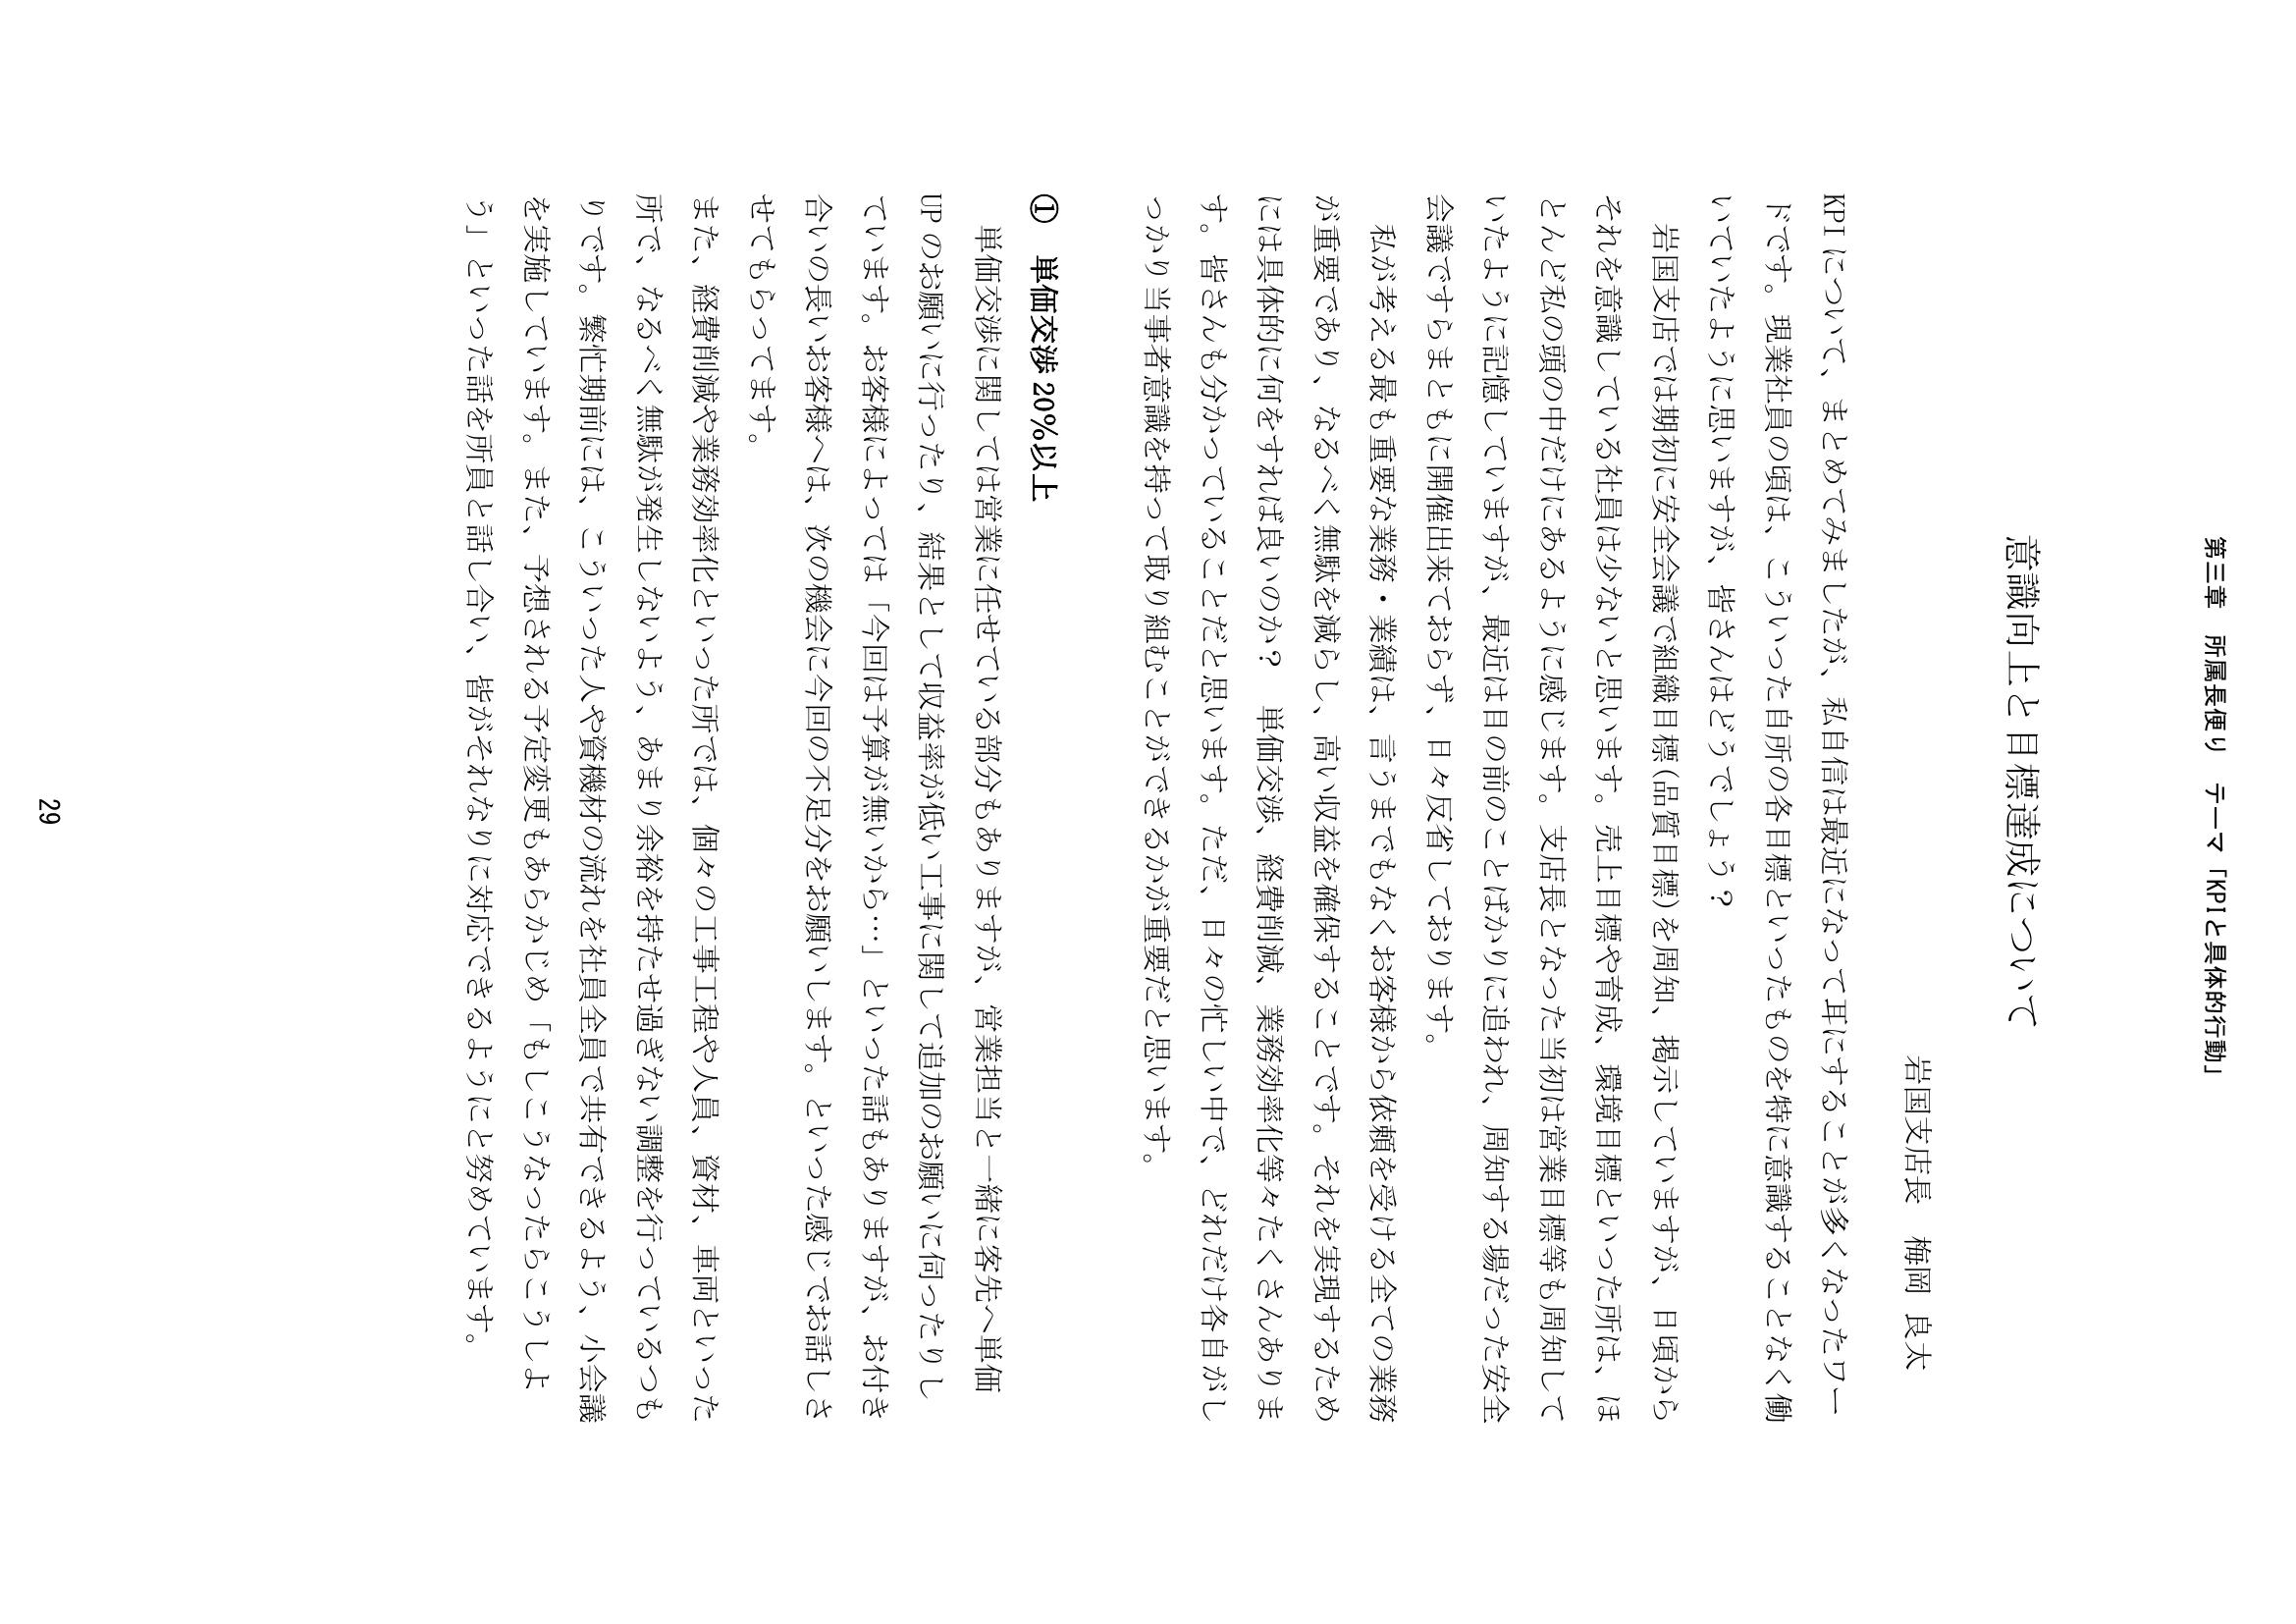 第三章　所属長便り　テーマ「KPIと具体的行動」
意識向上と目標達成について
岩国支店長　梅岡 良太
KPI について、まとめてみましたが、私自信は最近になって耳にすることが多くなったワー
ドです。現業社員の頃は、こういった自所の各目標といったものを特に意識することなく働
いていたように思いますが、皆さんはどうでしょう？
岩国支店では期初に安全会議で組織目標(品質目標)を周知、掲示していますが、日頃から
それを意識している社員は少ないと思います。売上目標や育成、環境目標といった所は、ほ
とんど私の頭の中だけにあるように感じます。支店長となった当初は営業目標等も周知して
いたように記憶していますが、最近は目の前のことばかりに追われ、周知する場だった安全
会議ですらまともに開催出来ておらず、日々反省しております。
私が考える最も重要な業務・業績は、言うまでもなくお客様から依頼を受ける全ての業務
が重要であり、なるべく無駄を減らし、高い収益を確保することです。それを実現するため
には具体的に何をすれば良いのか？　単価交渉、経費削減、業務効率化等々たくさんありま
す。皆さんも分かっていることだと思います。ただ、日々の忙しい中で、どれだけ各自がし
っかり当事者意識を持って取り組むことができるかが重要だと思います。
①　単価交渉 20%以上
単価交渉に関しては営業に任せている部分もありますが、営業担当と一緒に客先へ単価
UP のお願いに行ったり、結果として収益率が低い工事に関して追加のお願いに伺ったりし
ています。お客様によっては「今回は予算が無いから…」といった話もありますが、お付き
合いの長いお客様へは、次の機会に今回の不足分をお願いします。といった感じでお話しさ
せてもらってます。
また、経費削減や業務効率化といった所では、個々の工事工程や人員、資材、車両といった
所で、なるべく無駄が発生しないよう、あまり余裕を持たせ過ぎない調整を行っているつも
りです。繁忙期前には、こういった人や資機材の流れを社員全員で共有できるよう、小会議
を実施しています。また、予想される予定変更もあらかじめ「もしこうなったらこうしよ
う」といった話を所員と話し合い、皆がそれなりに対応できるようにと努めています。
29